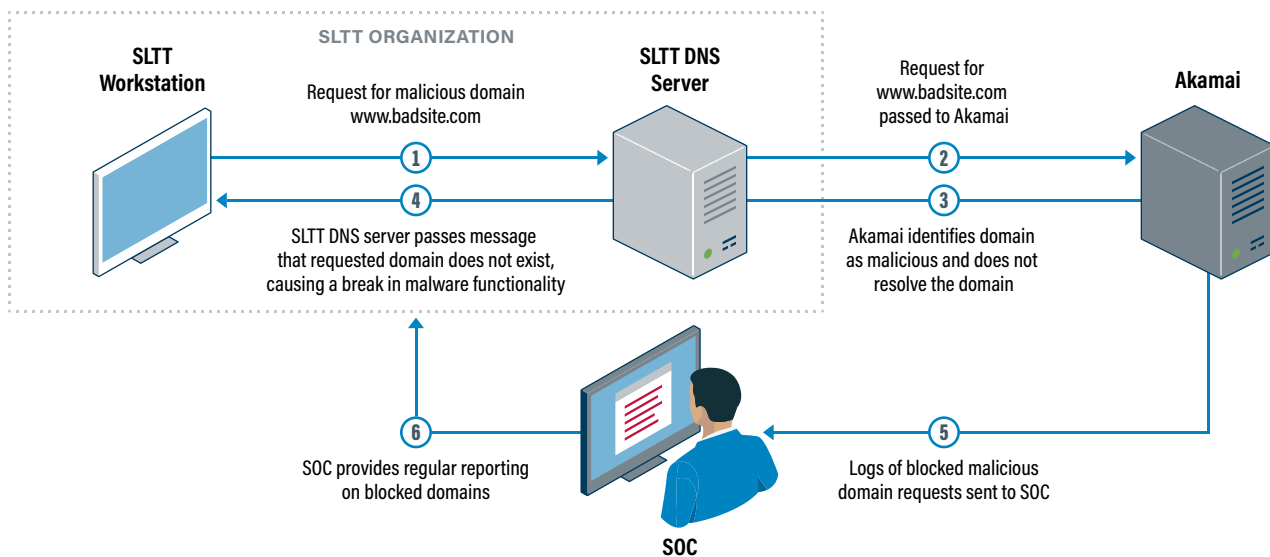 SLTT ORGANIZATION
SLTT
Workstation
Request for malicious domain
www.badsite.com
SLTT DNS
Server
Request for
www.badsite.com
passed to Akamai
Akamai
1
2
4
3
SLTT DNS server passes message
that requested domain does not exist,
causing a break in malware functionality
Akamai identifies domain
as malicious and does not
resolve the domain
6
5
SOC provides regular reporting
on blocked domains
Logs of blocked malicious
domain requests sent to SOC
SOC